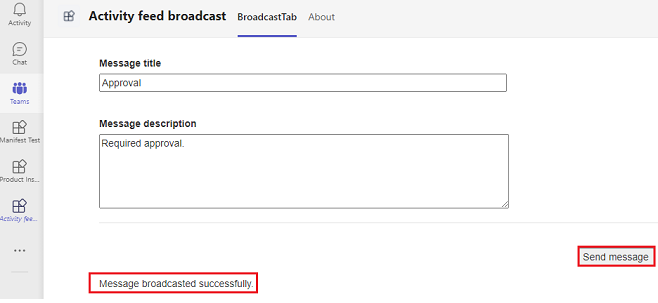 Activity feed broadcast BroadcastTab About
Activity
Chat
Teams
Manifest Test
Product Ins...
Activity fee...
Message title
Approval
Message description
Required approval.
Send message
Message broadcasted successfully.